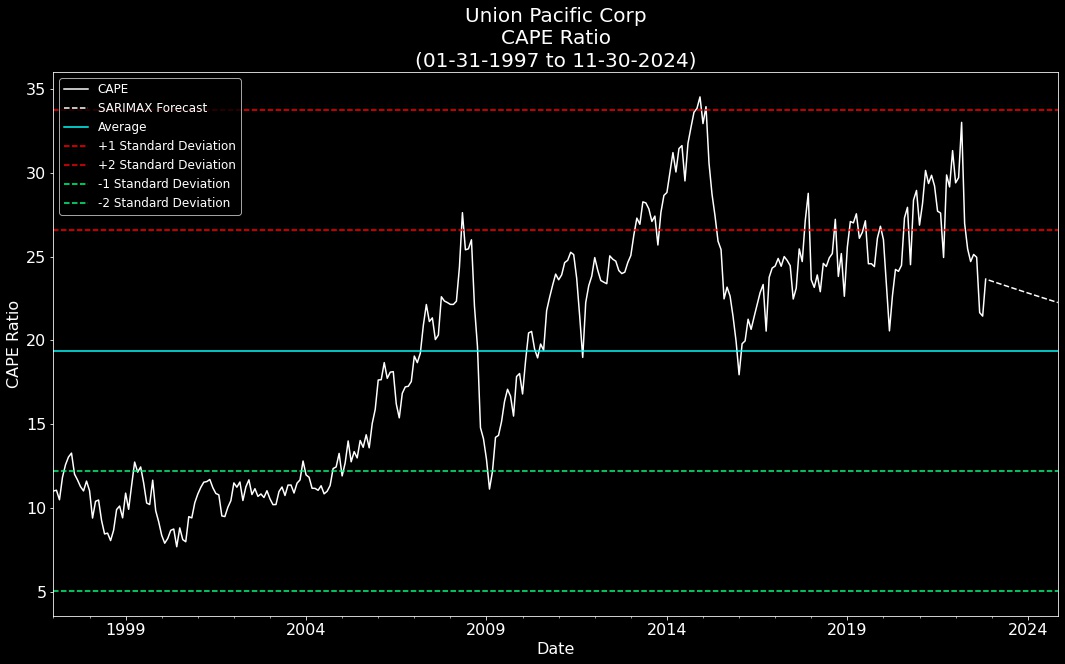 Union Pacific Corp
CAPE Ratio
(01-31-1997 to 11-30-2024)
CAPE
SARIMAX Forecast
Average
+1 Standard Deviation
+2 Standard Deviation
-1 Standard Deviation
-2 Standard Deviation
CAPE Ratio
35
30
25
20
15
10
5
1999 2004 2009 2014 2019 2024
Date